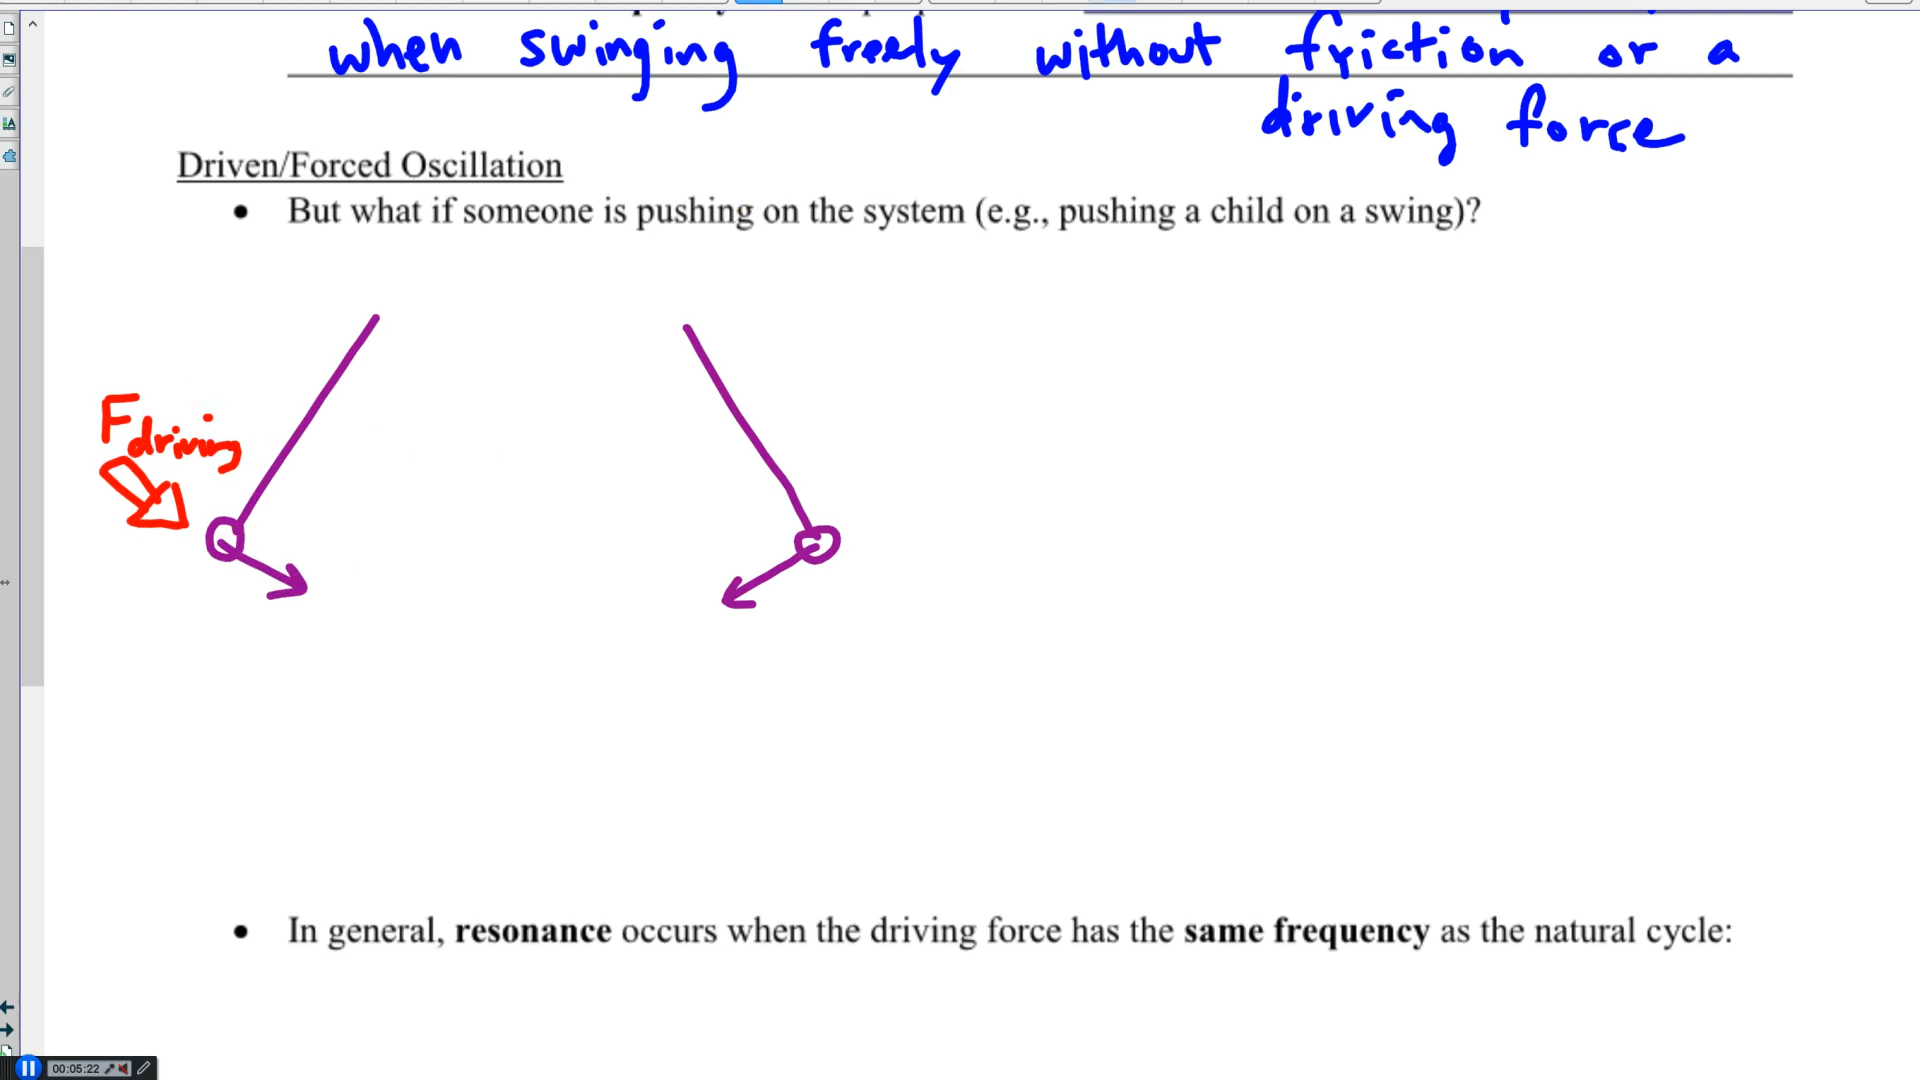 when swinging freely without friction or a
driving force
Driven/Forced Oscillation
• But what if someone is pushing on the system (e.g., pushing a child on a swing)?
Fdriving
• In general, resonance occurs when the driving force has the same frequency as the natural cycle:
00:05:22